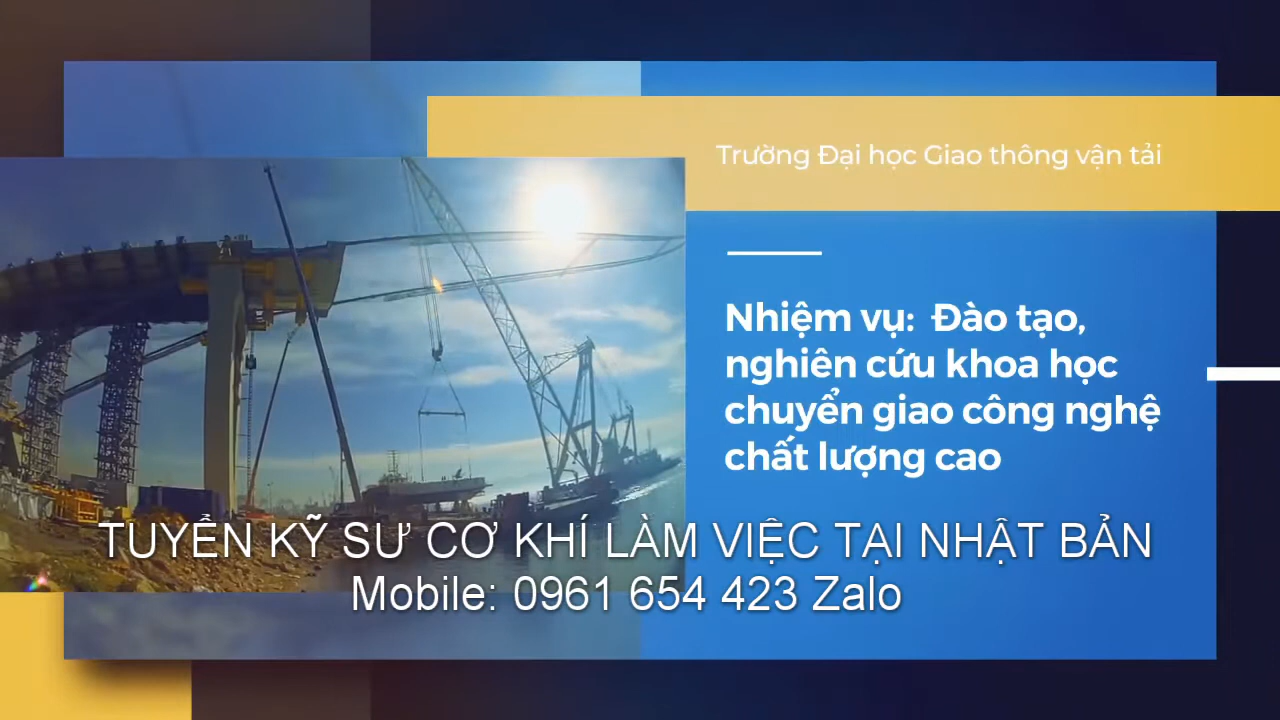 Trường Đại học Giao thông vận tải
Nhiệm vụ: Đào tạo,
nghiên cứu khoa học
chuyển giao công nghệ
chất lượng cao
TUYỂN KỸ SƯ CƠ KHÍ LÀM VIỆC TẠI NHẬT BẢN
Mobile: 0961 654 423 Zalo